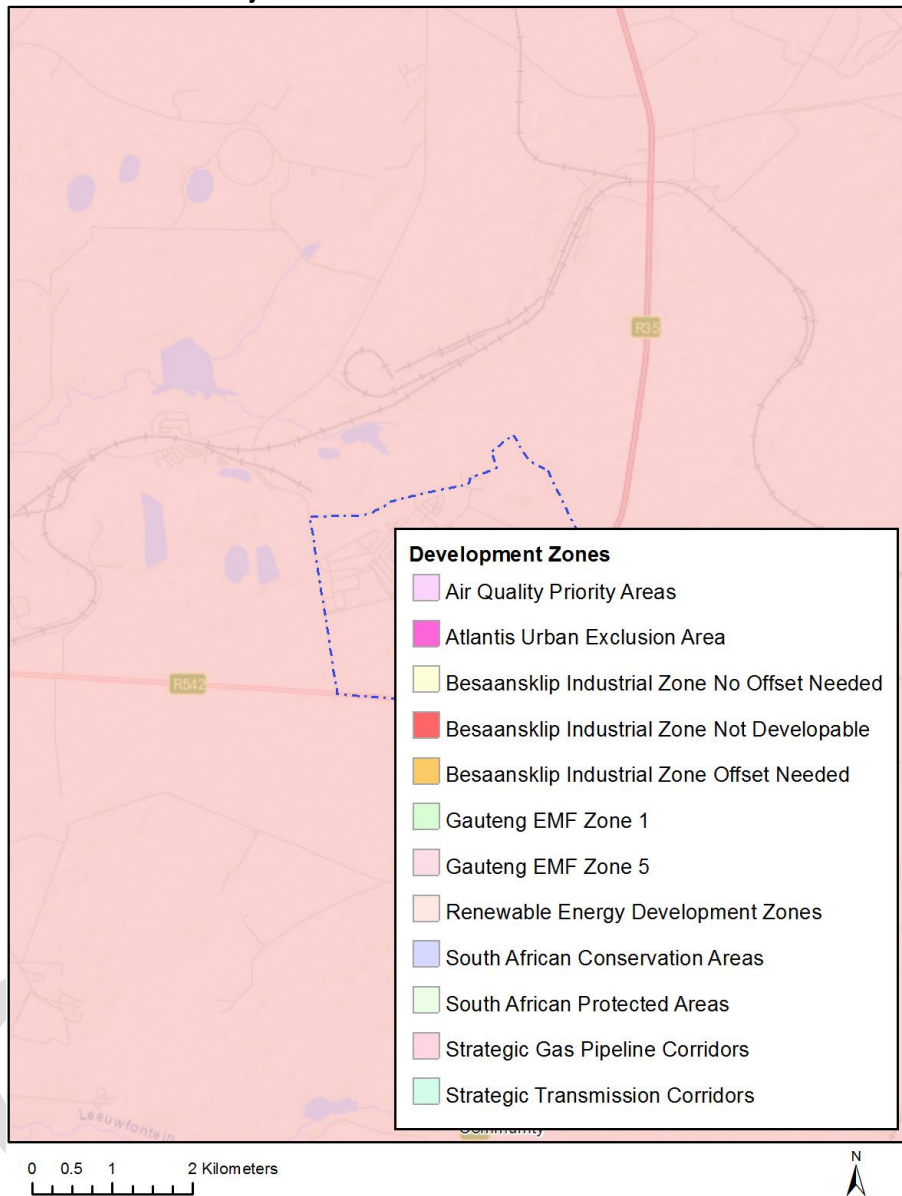 R35
R542
Development Zones
Air Quality Priority Areas
Atlantis Urban Exclusion Area
Besaansklip Industrial Zone No Offset Needed
Besaansklip Industrial Zone Not Developable
Besaansklip Industrial Zone Offset Needed
Gauteng EMF Zone 1
Gauteng EMF Zone 5
Renewable Energy Development Zones
South African Conservation Areas
South African Protected Areas
Strategic Gas Pipeline Corridors
Strategic Transmission Corridors
Leeuwfontein
Community
0 0.5 1 2 Kilometers
N